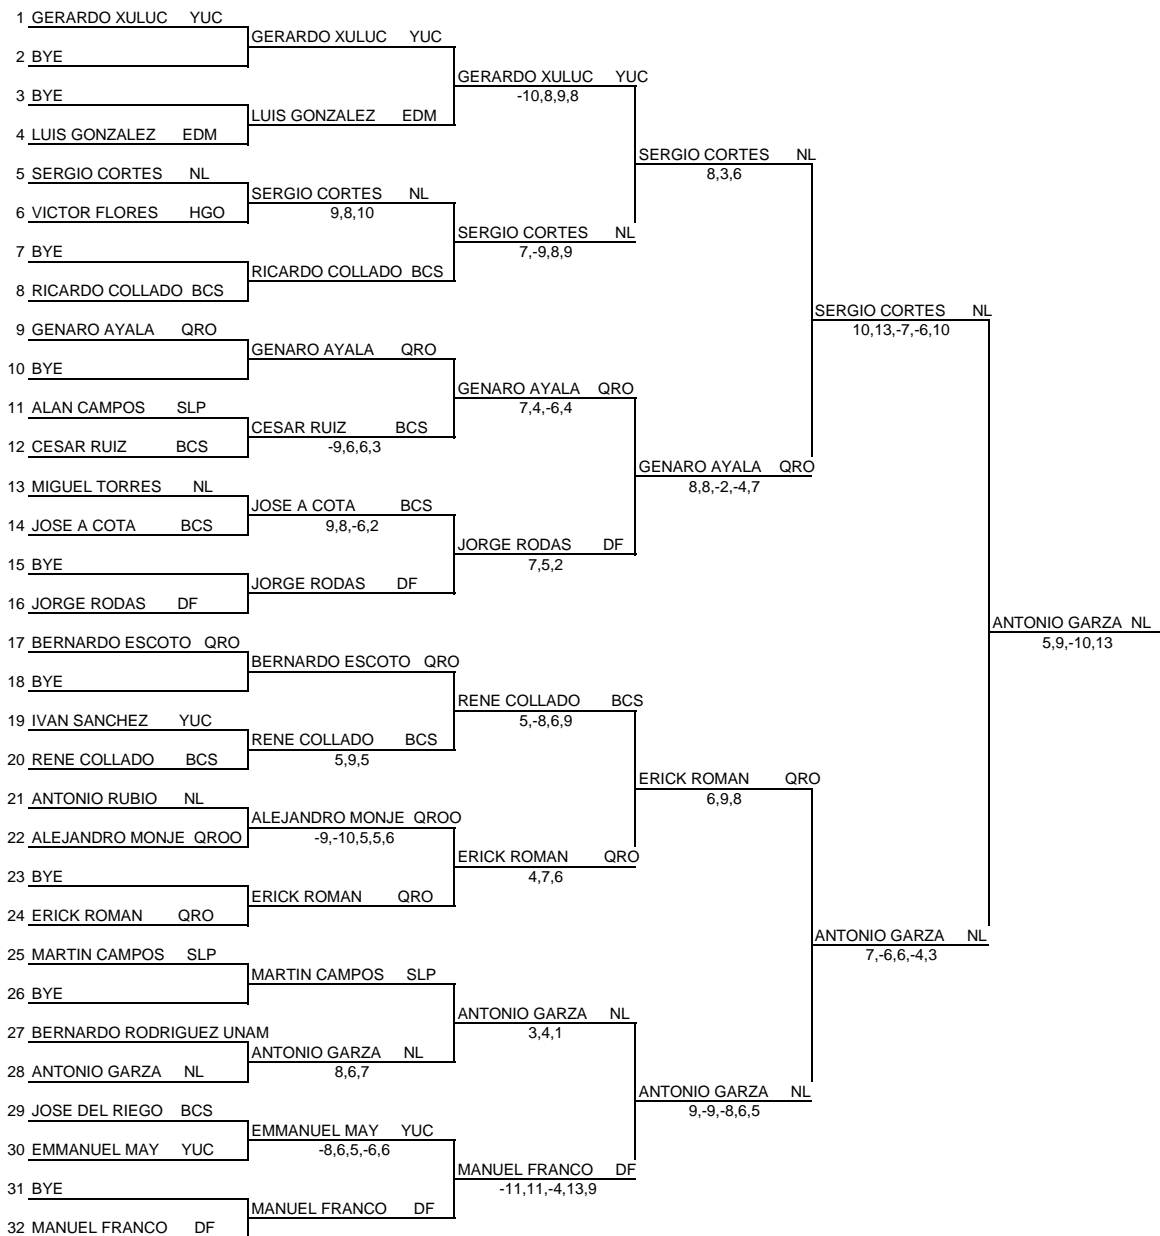 1 GERARDO XULUC YUC
GERARDO XULUC YUC
2 BYE
GERARDO XULUC YUC
-10,8,9,8
3 BYE
LUIS GONZALEZ EDM
4 LUIS GONZALEZ EDM
SERGIO CORTES NL
8,3,6
5 SERGIO CORTES NL
SERGIO CORTES NL
9,8,10
6 VICTOR FLORES HGO
SERGIO CORTES NL
7,-9,8,9
7 BYE
RICARDO COLLADO BCS
8 RICARDO COLLADO BCS
SERGIO CORTES NL
10,13,-7,-6,10
9 GENARO AYALA QRO
GENARO AYALA QRO
10 BYE
GENARO AYALA QRO
7,4,-6,4
11 ALAN CAMPOS SLP
CESAR RUIZ BCS
-9,6,6,3
12 CESAR RUIZ BCS
GENARO AYALA QRO
8,8,-2,-4,7
13 MIGUEL TORRES NL
JOSE A COTA BCS
9,8,-6,2
14 JOSE A COTA BCS
JORGE RODAS DF
7,5,2
15 BYE
JORGE RODAS DF
16 JORGE RODAS DF
ANTONIO GARZA NL
5,9,-10,13
17 BERNARDO ESCOTO QRO
BERNARDO ESCOTO QRO
18 BYE
RENE COLLADO BCS
5,-8,6,9
19 IVAN SANCHEZ YUC
RENE COLLADO BCS
5,9,5
20 RENE COLLADO BCS
ERICK ROMAN QRO
6,9,8
21 ANTONIO RUBIO NL
ALEJANDRO MONJE QROO
-9,-10,5,5,6
22 ALEJANDRO MONJE QROO
ERICK ROMAN QRO
4,7,6
23 BYE
ERICK ROMAN QRO
24 ERICK ROMAN QRO
ANTONIO GARZA NL
7,-6,6,-4,3
25 MARTIN CAMPOS SLP
MARTIN CAMPOS SLP
26 BYE
ANTONIO GARZA NL
3,4,1
27 BERNARDO RODRIGUEZ UNAM
ANTONIO GARZA NL
8,6,7
28 ANTONIO GARZA NL
ANTONIO GARZA NL
9,-9,-8,6,5
29 JOSE DEL RIEGO BCS
EMMANUEL MAY YUC
-8,6,5,-6,6
30 EMMANUEL MAY YUC
MANUEL FRANCO DF
-11,11,-4,13,9
31 BYE
MANUEL FRANCO DF
32 MANUEL FRANCO DF